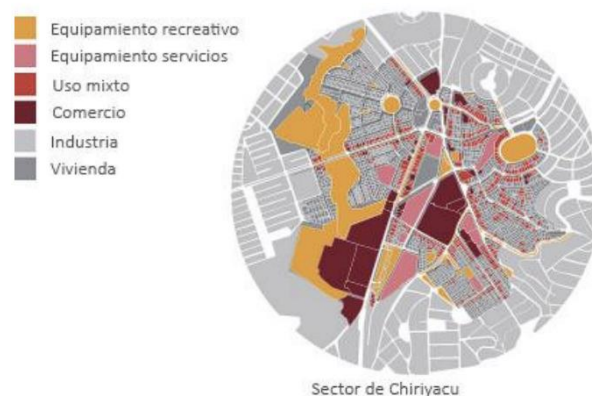 Equipamiento recreativo
Equipamiento servicios
Uso mixto
Comercio
Industria
Vivienda
Sector de Chiriyacu